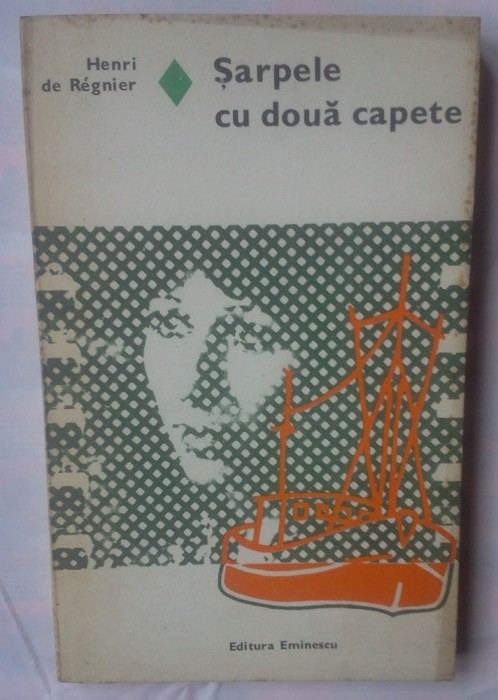 Henri
de Régnier
Șarpele
cu două capete
Editura Eminescu